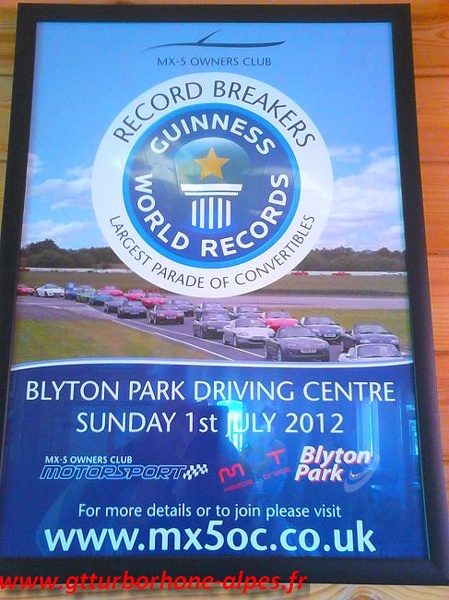 MX-5 OWNERS CLUB
RECORD BREAKERS
GUINNESS
WORLD RECORDS
LARGEST PARADE OF CONVERTIBLES
BLYTON PARK DRIVING CENTRE
SUNDAY 1st JULY 2012
MX-5 OWNERS CLUB
MOTORSPORT
Blyton
Park
For more details or to join please visit
www.mx5oc.co.uk
www.gtturborhone-alpes.fr